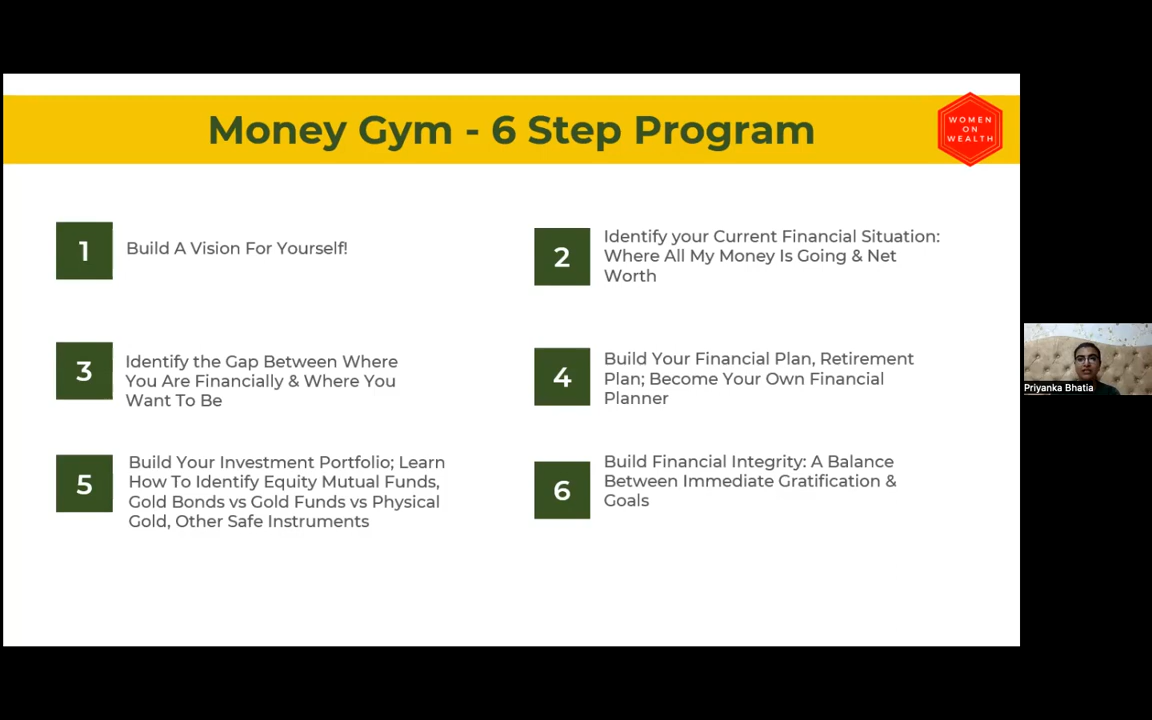 Money Gym - 6 Step Program
WOMEN
ON
WEALTH
1
Build A Vision For Yourself!
2
Identify your Current Financial Situation:
Where All My Money Is Going & Net
Worth
3
Identify the Gap Between Where
You Are Financially & Where You
Want To Be
4
Build Your Financial Plan, Retirement
Plan; Become Your Own Financial
Planner
5
Build Your Investment Portfolio; Learn
How To Identify Equity Mutual Funds,
Gold Bonds vs Gold Funds vs Physical
Gold, Other Safe Instruments
6
Build Financial Integrity: A Balance
Between Immediate Gratification &
Goals
Priyanka Bhatia